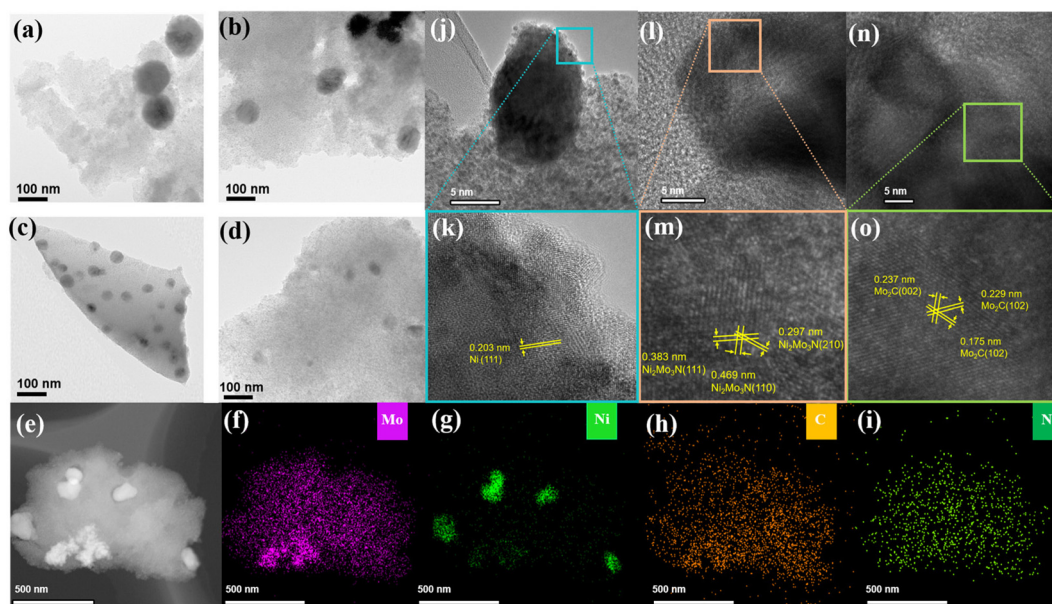 (a)
100 nm
(b)
100 nm
(c)
100 nm
(d)
100 nm
(j)
5 nm
(l)
5 nm
(n)
5 nm
(k)
0.203 nm
Ni (111)
(m)
0.297 nm
Ni₂Mo₃N(210)
0.383 nm
Ni₂Mo₃N(111)
0.469 nm
Ni₂Mo₃N(110)
(o)
0.237 nm
Mo₂C(002)
0.229 nm
Mo₂C(102)
0.175 nm
Mo₂C(102)
(e)
500 nm
(f)
Mo
500 nm
(g)
Ni
500 nm
(h)
C
500 nm
(i)
N
500 nm